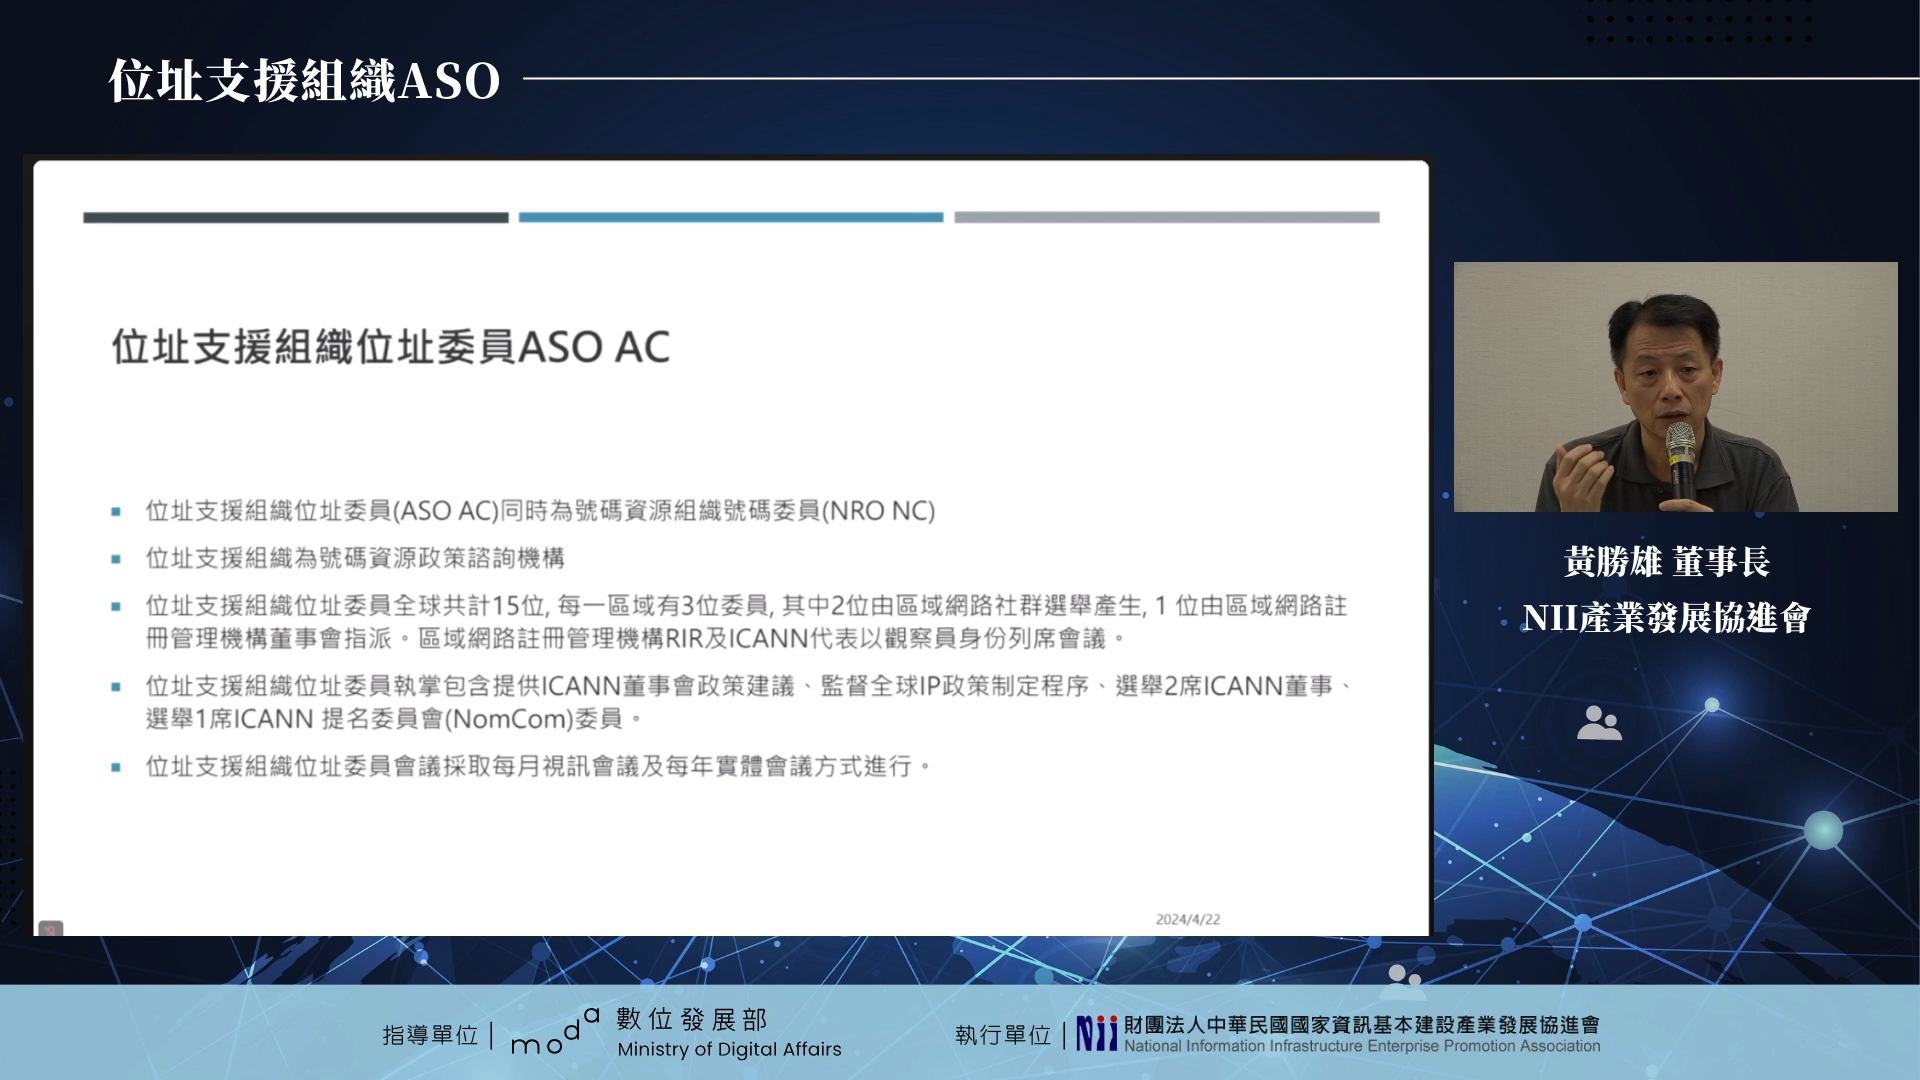 位址支援組織ASO
位址支援組織位址委員ASO AC
位址支援組織位址委員(ASO AC)同時為號碼資源組織號碼委員(NRO NC)
位址支援組織為號碼資源政策諮詢機構
位址支援組織位址委員全球共計15位, 每一區域有3位委員, 其中2位由區域網路社群選舉產生, 1 位由區域網路註
冊管理機構董事會指派。區域網路註冊管理機構RIR及ICANN代表以觀察員身份列席會議。
位址支援組織位址委員執掌包含提供ICANN董事會政策建議、監督全球IP政策制定程序、選舉2席ICANN董事、
選舉1席ICANN 提名委員會(NomCom)委員。
位址支援組織位址委員會議採取每月視訊會議及每年實體會議方式進行。
2024/4/22
黃勝雄 董事長
NII產業發展協進會
指導單位
moda
數位發展部
Ministry of Digital Affairs
執行單位
Nii
財團法人中華民國國家資訊基本建設產業發展協進會
National Information Infrastructure Enterprise Promotion Association